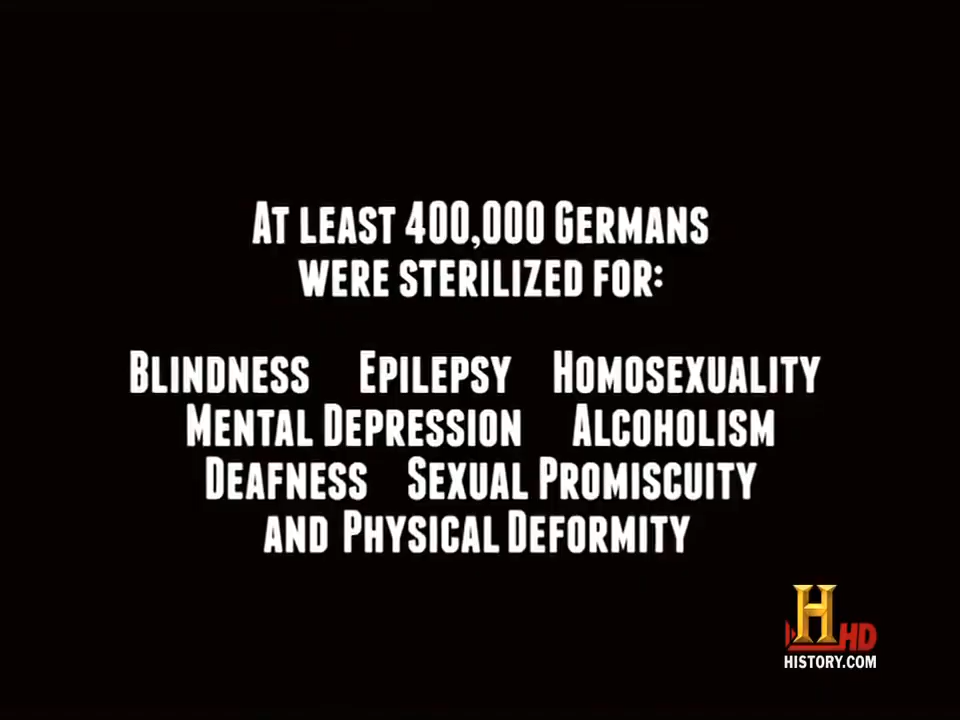 At least 400,000 Germans
were sterilized for:
Blindness Epilepsy Homosexuality
Mental Depression Alcoholism
Deafness Sexual Promiscuity
and Physical Deformity
H HD
HISTORY.COM